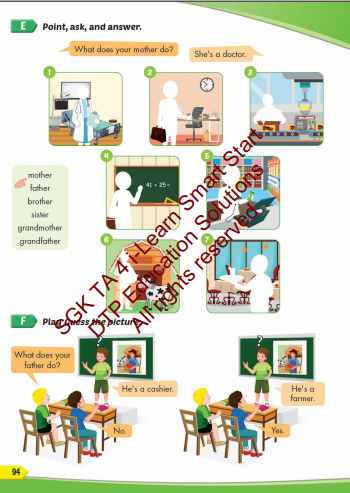 E Point, ask, and answer.
What does your mother do?
She's a doctor.
1
2
3
4
41 + 25 =
5
6
7
mother
father
brother
sister
grandmother
grandfather
SGK TA 4 i-Learn Smart Start
DTP Education Solutions
All rights reserved
F Play Guess the picture.
What does your
father do?
?
He's a cashier.
No.
?
He's a
farmer.
Yes.
94